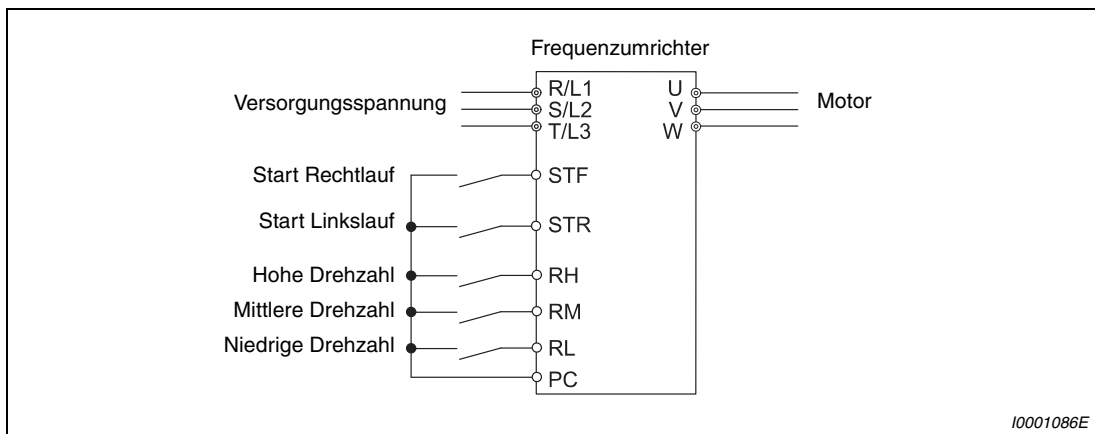 Frequenzumrichter
Versorgungsspannung
R/L1
S/L2
T/L3
U
V
W
Motor
Start Rechtlauf
STF
Start Linkslauf
STR
Hohe Drehzahl
RH
Mittlere Drehzahl
RM
Niedrige Drehzahl
RL
PC
I0001086E